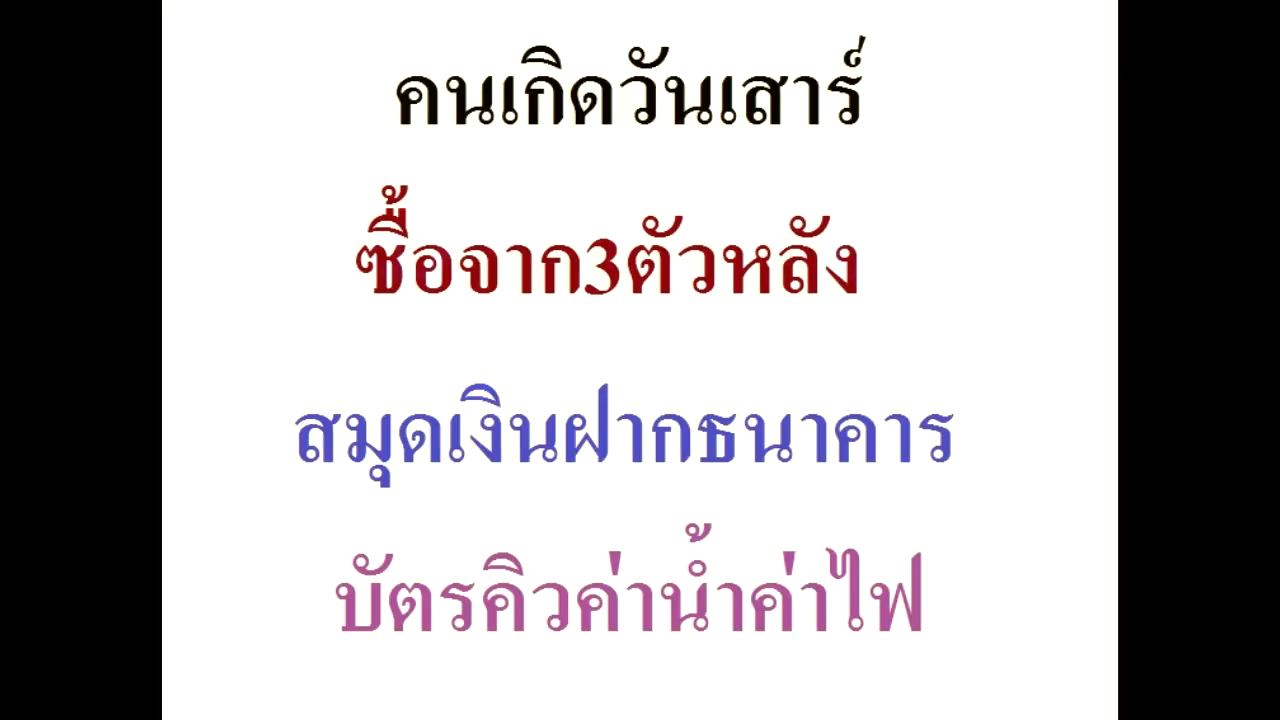 คนเกิดวันเสาร์
ซื้อจาก3ตัวหลัง
สมุดเงินฝากธนาคาร
บัตรคิวค่าน้ำค่าไฟ